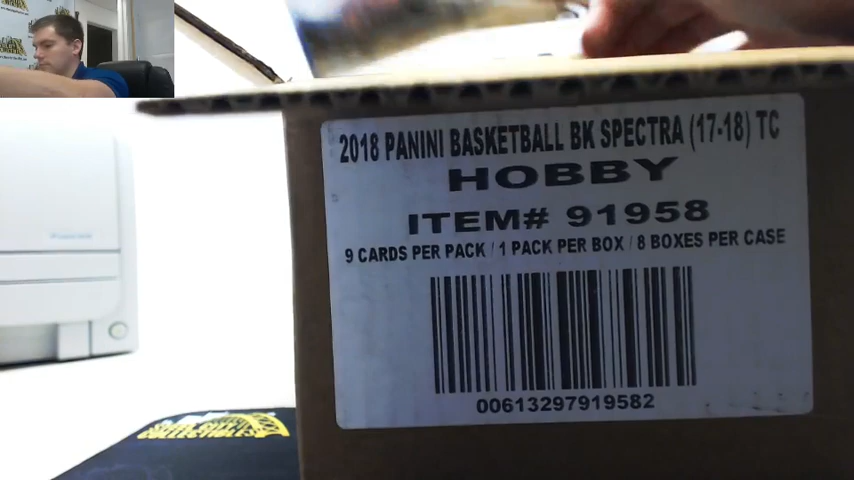 2018 PANINI BASKETBALL BK SPECTRA (17-18) TC
HOBBY
ITEM# 91958
9 CARDS PER PACK / 1 PACK PER BOX / 8 BOXES PER CASE
00613297919582
COLLECTIBLES